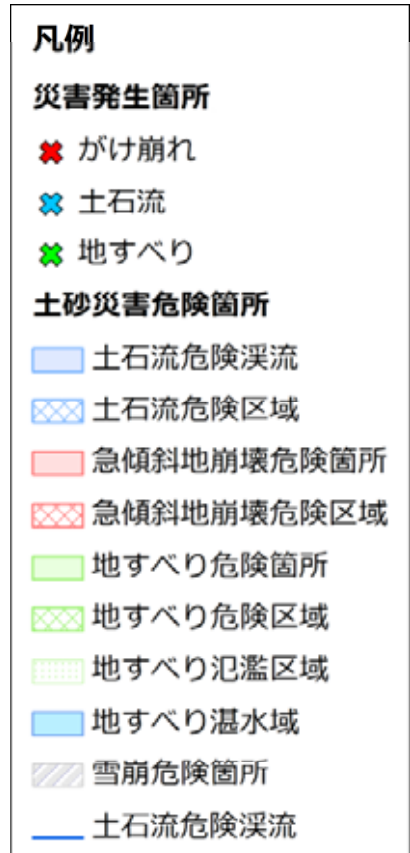 凡例
災害発生箇所
がけ崩れ
土石流
地すべり
土砂災害危険箇所
土石流危険渓流
土石流危険区域
急傾斜地崩壊危険箇所
急傾斜地崩壊危険区域
地すべり危険箇所
地すべり危険区域
地すべり氾濫区域
地すべり湛水域
雪崩危険箇所
土石流危険渓流